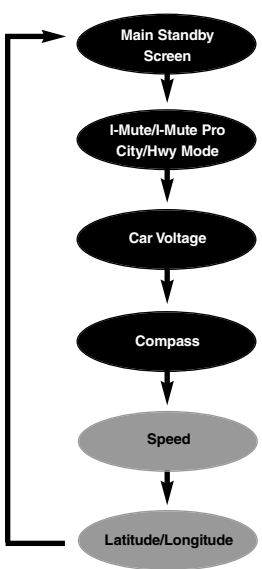 Main Standby
Screen
I-Mute/I-Mute Pro
City/Hwy Mode
Car Voltage
Compass
Speed
Latitude/Longitude